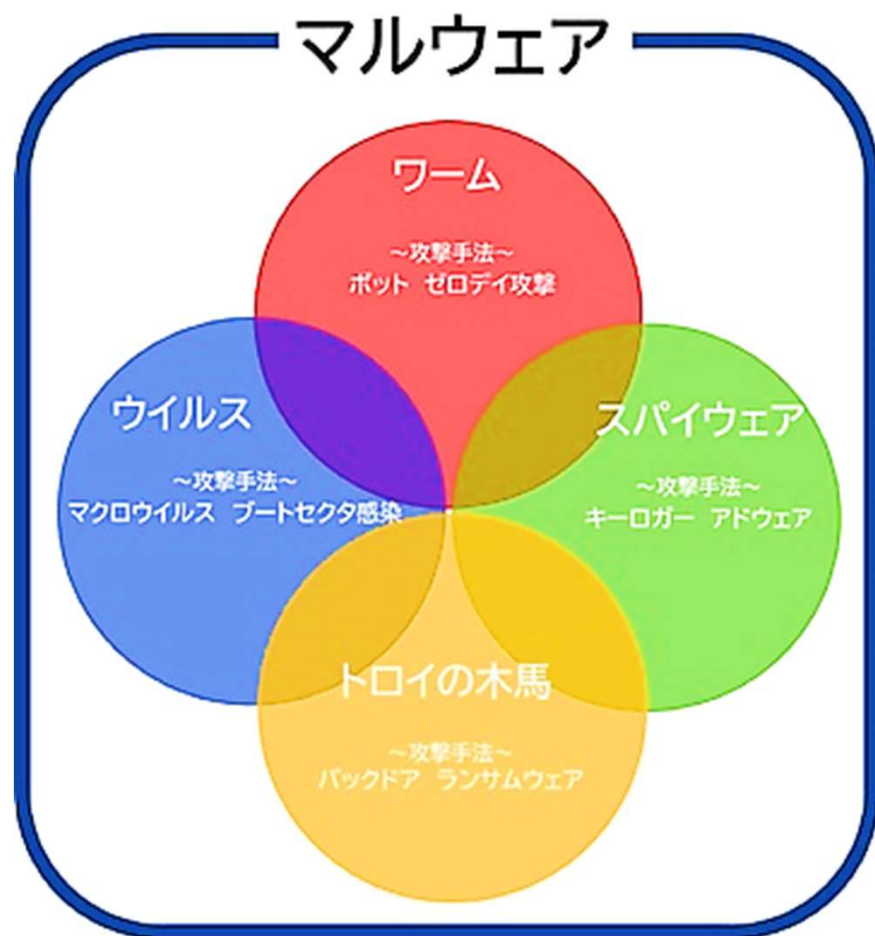 マルウェア
ワーム
～攻撃手法～
ボット ゼロデイ攻撃
ウイルス
～攻撃手法～
マクロウイルス ブートセクタ感染
スパイウェア
～攻撃手法～
キーロガー アドウェア
トロイの木馬
～攻撃手法～
バックドア ランサムウェア